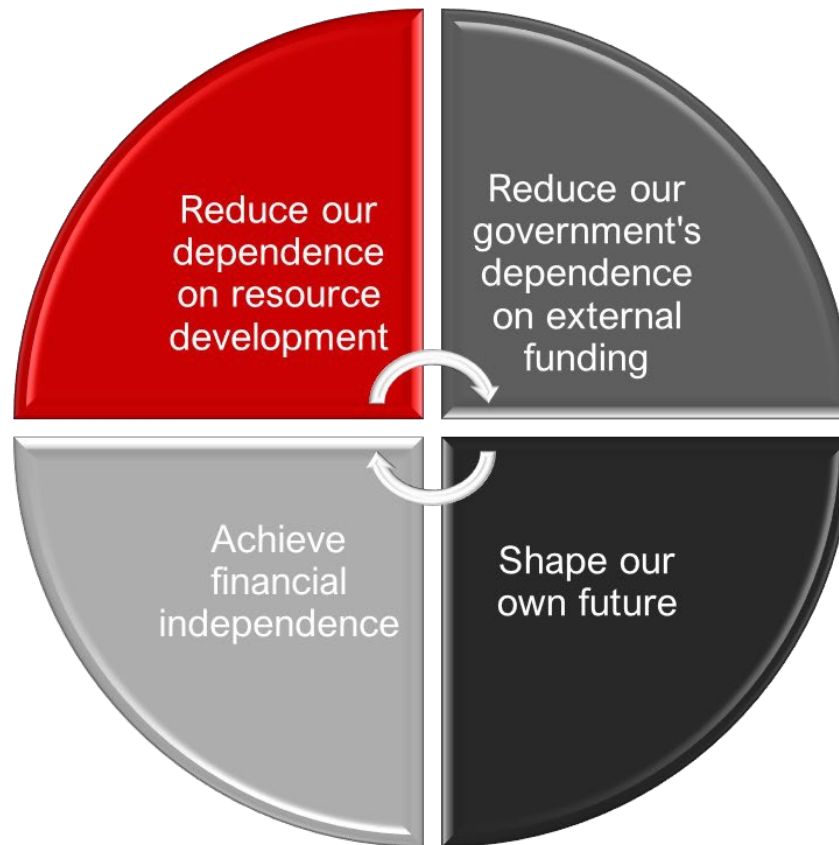 Reduce our
dependence
on resource
development
Reduce our
government's
dependence
on external
funding
Achieve
financial
independence
Shape our
own future